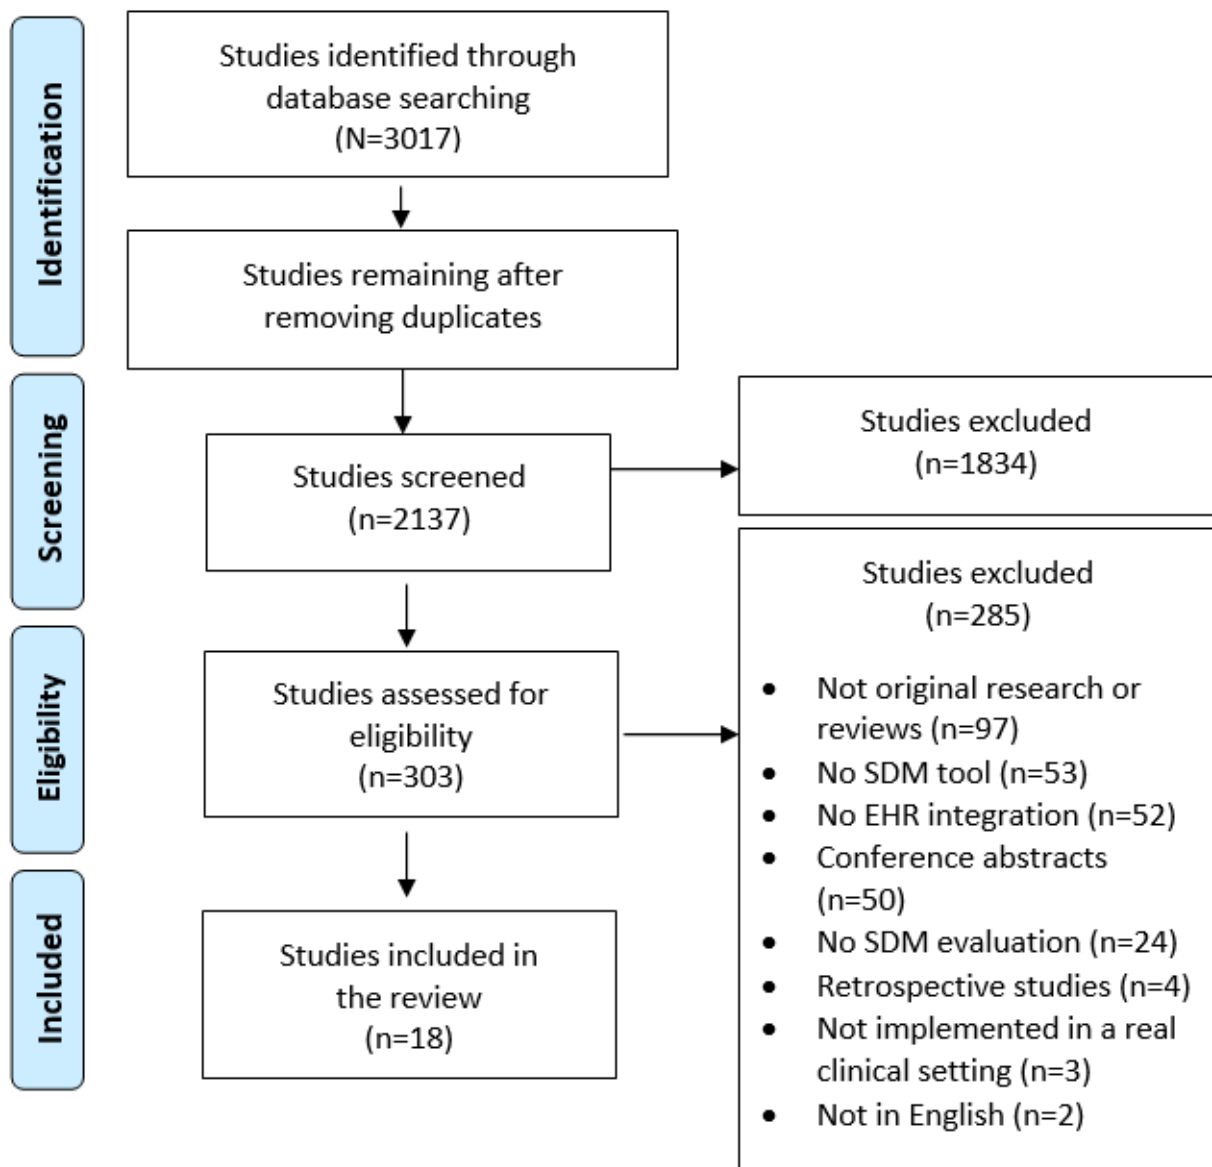 Identification
Studies identified through
database searching
(N=3017)
Studies remaining after
removing duplicates
Screening
Studies screened
(n=2137)
Studies excluded
(n=1834)
Eligibility
Studies assessed for
eligibility
(n=303)
Studies excluded
(n=285)
• Not original research or
reviews (n=97)
• No SDM tool (n=53)
• No EHR integration (n=52)
• Conference abstracts
(n=50)
• No SDM evaluation (n=24)
• Retrospective studies (n=4)
• Not implemented in a real
clinical setting (n=3)
• Not in English (n=2)
Included
Studies included in
the review
(n=18)